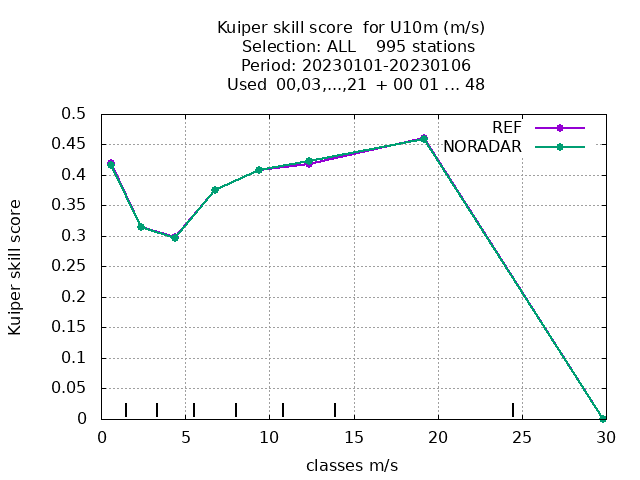 Kuiper skill score  for U10m (m/s)
Selection: ALL    995 stations
Period: 20230101-20230106
Used  00,03,...,21  + 00 01 ... 48
REF
NORADAR
0.5
0.45
0.4
0.35
0.3
0.25
0.2
0.15
0.1
0.05
0
Kuiper skill score
0 5 10 15 20 25 30
classes m/s